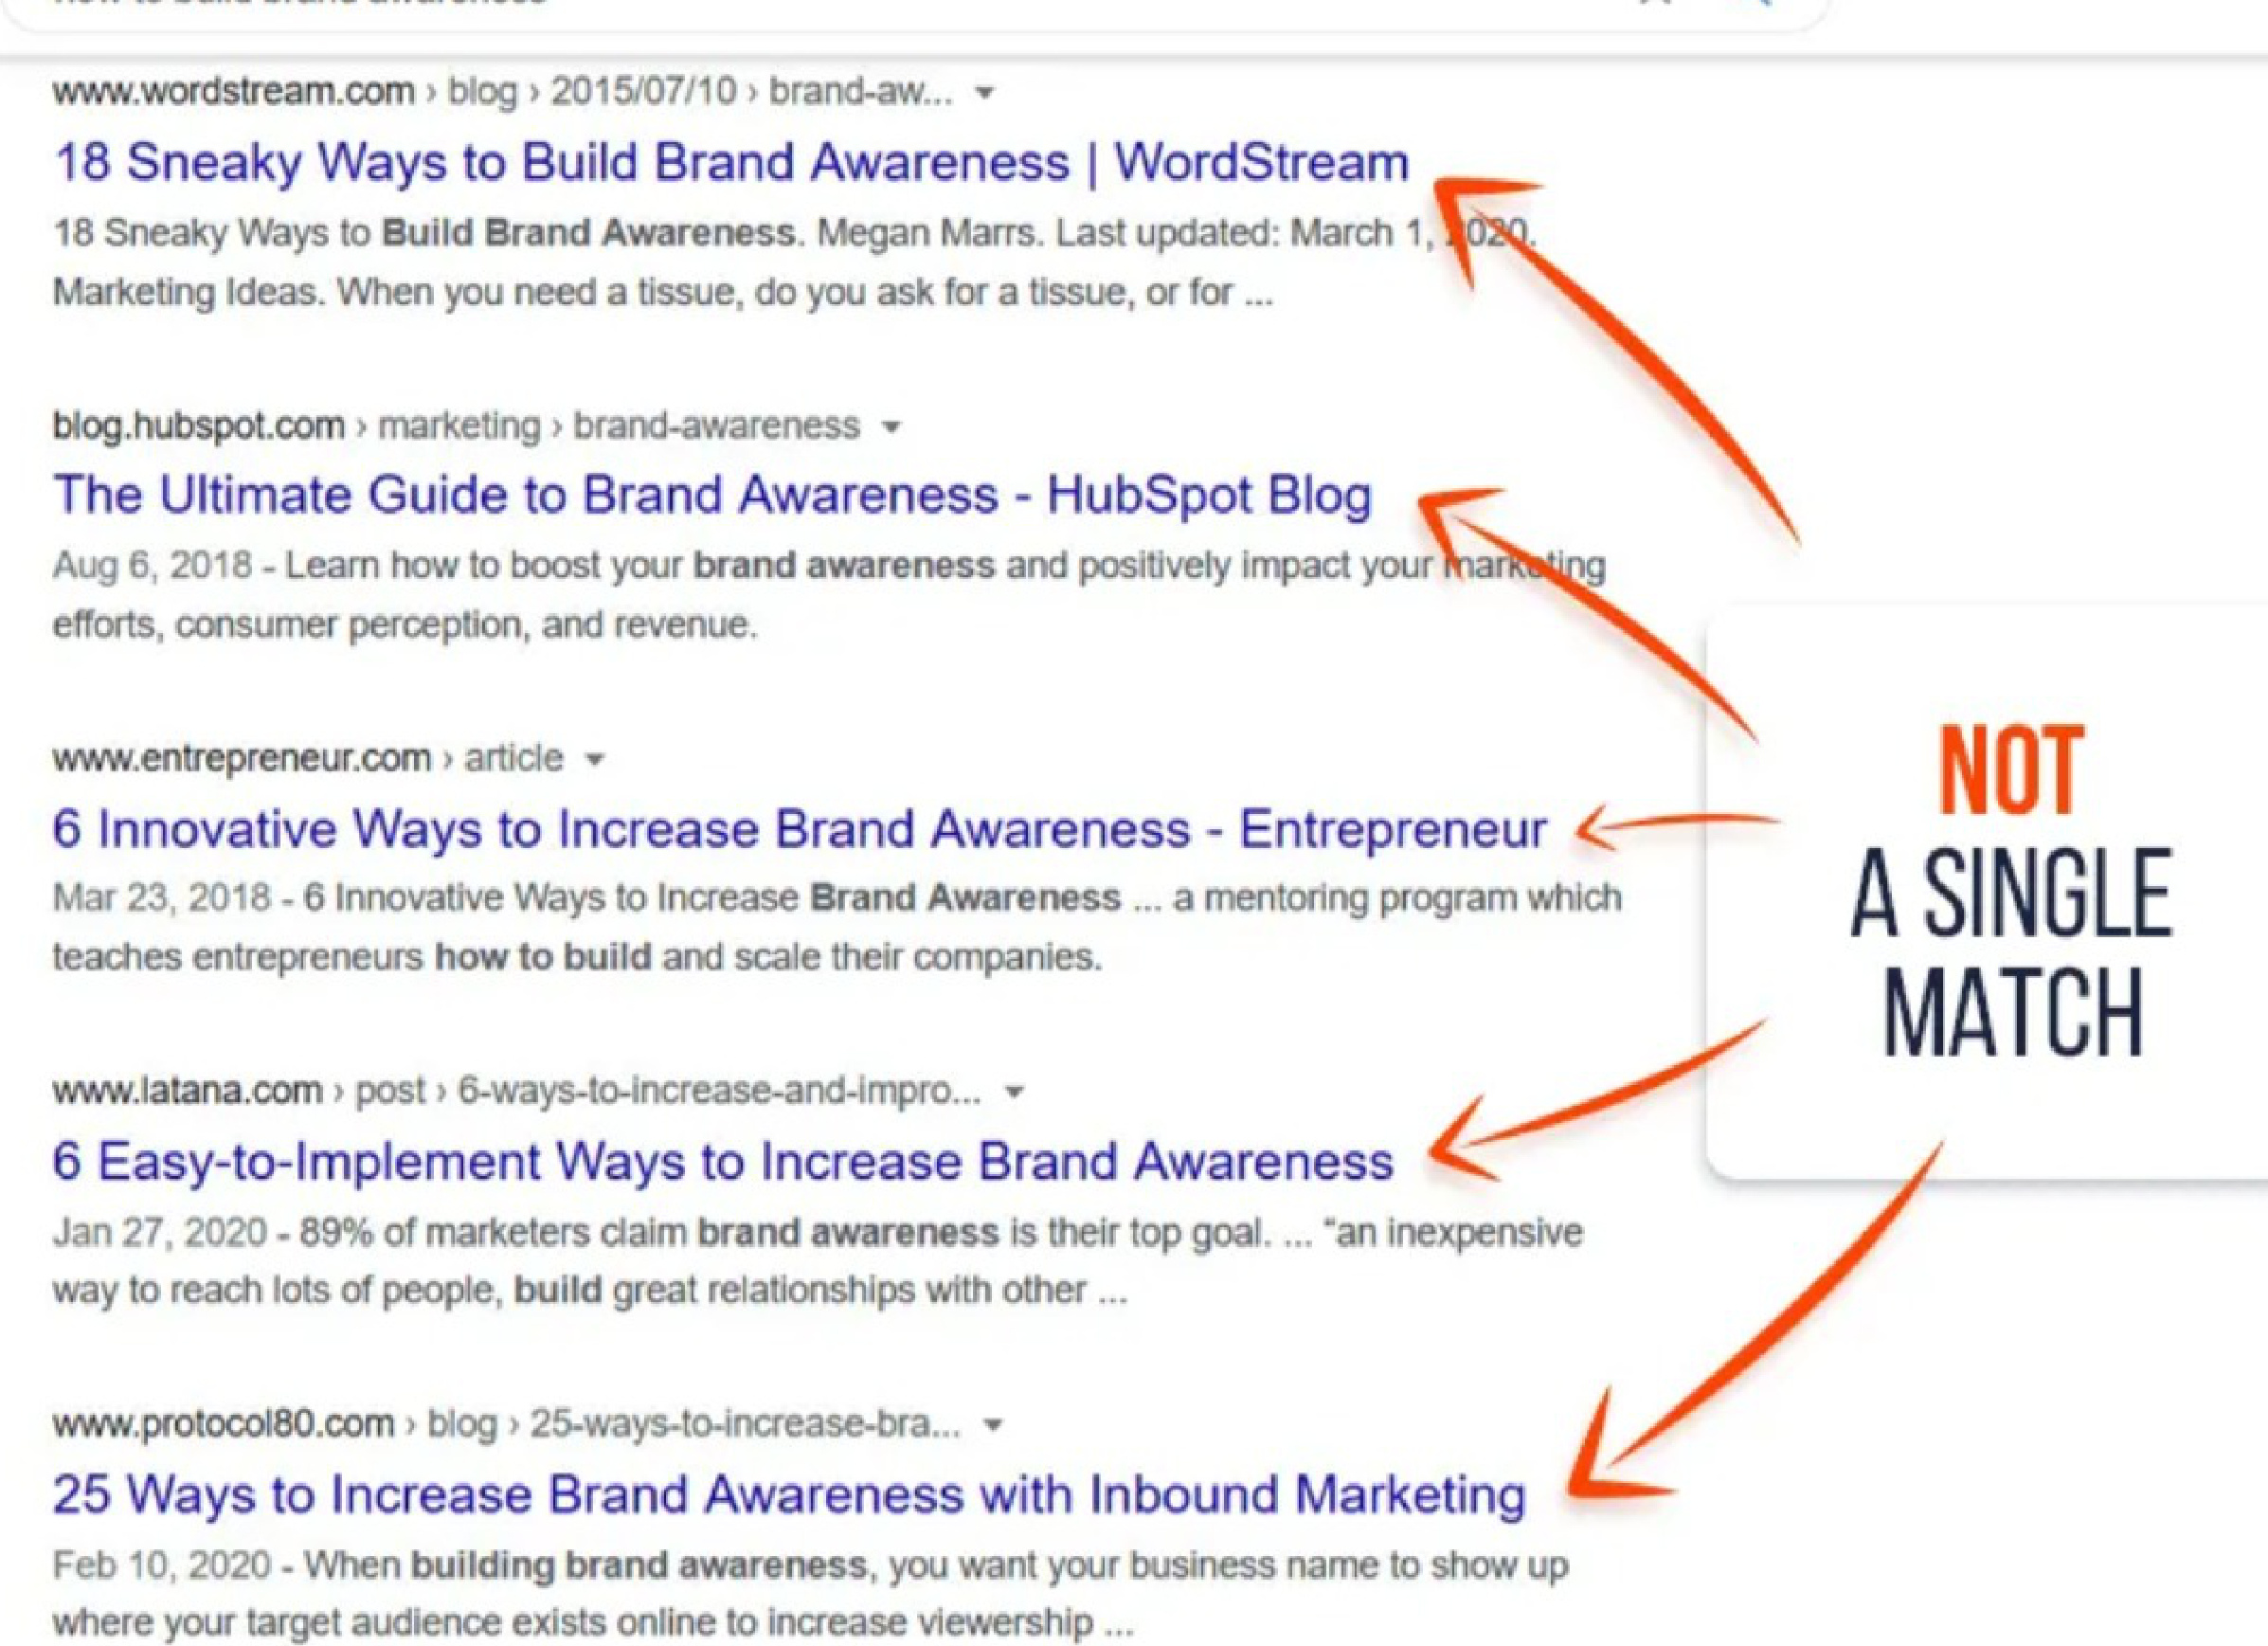 how to build brand awareness
www.wordstream.com › blog › 2015/07/10 › brand-aw...
18 Sneaky Ways to Build Brand Awareness | WordStream
18 Sneaky Ways to Build Brand Awareness. Megan Marrs. Last updated: March 1, 2020.
Marketing Ideas. When you need a tissue, do you ask for a tissue, or for ...
blog.hubspot.com › marketing › brand-awareness
The Ultimate Guide to Brand Awareness - HubSpot Blog
Aug 6, 2018 - Learn how to boost your brand awareness and positively impact your marketing
efforts, consumer perception, and revenue.
www.entrepreneur.com › article
6 Innovative Ways to Increase Brand Awareness - Entrepreneur
Mar 23, 2018 - 6 Innovative Ways to Increase Brand Awareness ... a mentoring program which
teaches entrepreneurs how to build and scale their companies.
NOT
A SINGLE
MATCH
www.latana.com › post › 6-ways-to-increase-and-impro...
6 Easy-to-Implement Ways to Increase Brand Awareness
Jan 27, 2020 - 89% of marketers claim brand awareness is their top goal. ... "an inexpensive
way to reach lots of people, build great relationships with other ...
www.protocol80.com › blog › 25-ways-to-increase-bra...
25 Ways to Increase Brand Awareness with Inbound Marketing
Feb 10, 2020 - When building brand awareness, you want your business name to show up
where your target audience exists online to increase viewership ...